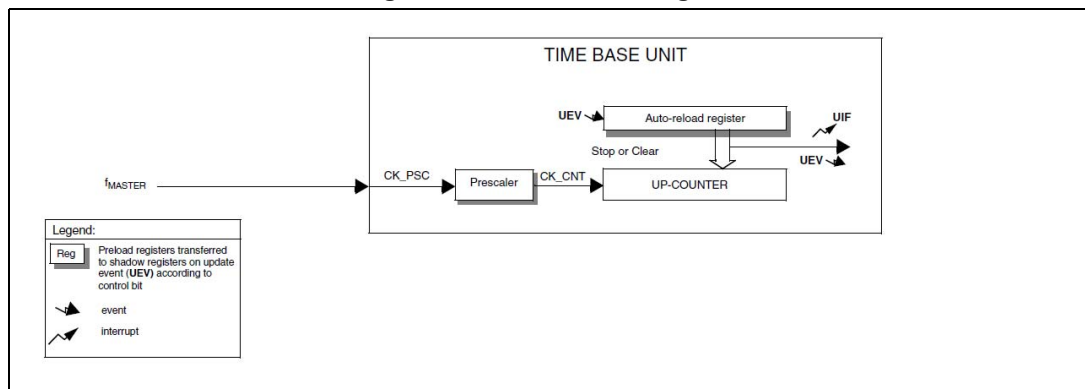 TIME BASE UNIT
UEV
Auto-reload register
UIF
Stop or Clear
UEV
fMASTER
CK_PSC
Prescaler
CK_CNT
UP-COUNTER
Legend:
Reg
Preload registers transferred
to shadow registers on update
event (UEV) according to
control bit
event
interrupt